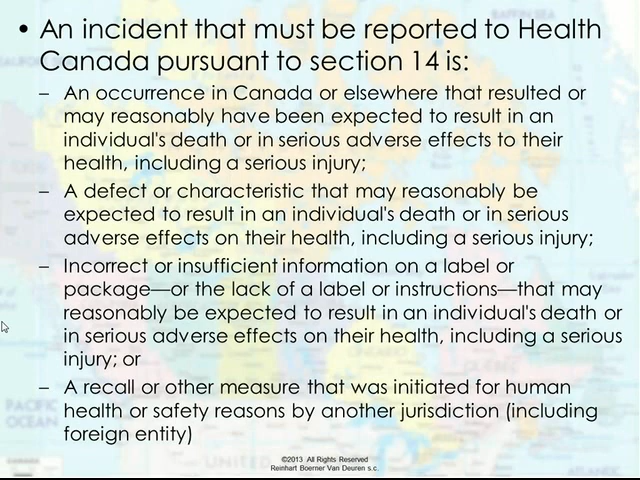 • An incident that must be reported to Health
Canada pursuant to section 14 is:
– An occurrence in Canada or elsewhere that resulted or
may reasonably have been expected to result in an
individual's death or in serious adverse effects to their
health, including a serious injury;
– A defect or characteristic that may reasonably be
expected to result in an individual's death or in serious
adverse effects on their health, including a serious injury;
– Incorrect or insufficient information on a label or
package—or the lack of a label or instructions—that may
reasonably be expected to result in an individual's death or
in serious adverse effects on their health, including a serious
injury; or
– A recall or other measure that was initiated for human
health or safety reasons by another jurisdiction (including
foreign entity)
PACIFIC
OCEAN
CANADA
UNITED
ATLANTIC
©2013 All Rights Reserved
Reinhart Boerner Van Deuren s.c.